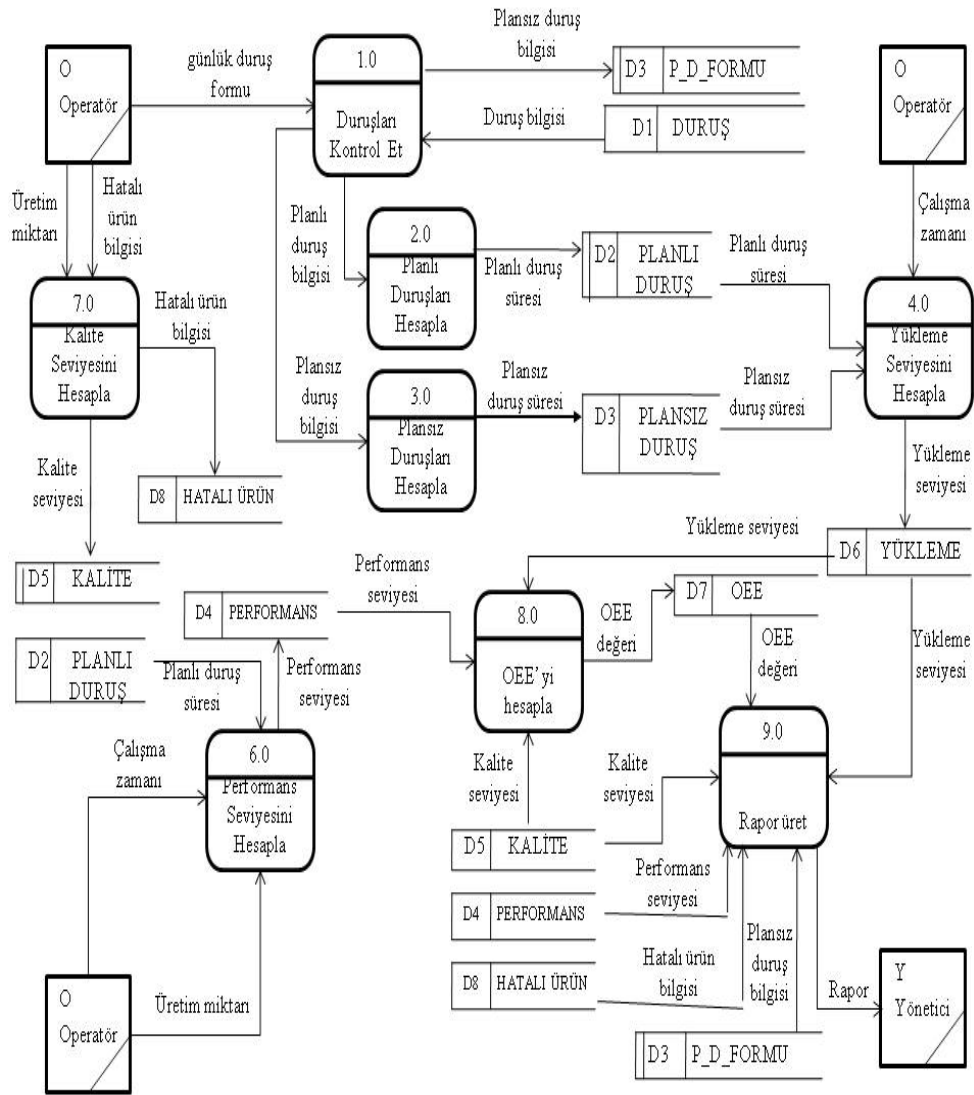 O
Operatör
günlük duruş
formu
1.0
Duruşları
Kontrol Et
Plansız duruş
bilgisi
D3 P_D_FORMU
Duruş bilgisi
D1 DURUŞ
O
Operatör
Üretim
miktarı
Hatalı
ürün
bilgisi
Planlı
duruş
bilgisi
2.0
Planlı
Duruşları
Hesapla
Planlı duruş
süresi
D2 PLANLI
DURUŞ
Planlı duruş
süresi
Çalışma
zamanı
4.0
Yükleme
Seviyesini
Hesapla
7.0
Kalite
Seviyesini
Hesapla
Hatalı ürün
bilgisi
Plansız
duruş
bilgisi
3.0
Plansız
Duruşları
Hesapla
Plansız
duruş süresi
D3 PLANSIZ
DURUŞ
Plansız
duruş süresi
Kalite
seviyesi
D8 HATALI ÜRÜN
Yükleme
seviyesi
D5 KALİTE
Yükleme seviyesi
D6 YÜKLEME
D4 PERFORMANS
Performans
seviyesi
8.0
OEE'yi
hesapla
OEE
değeri
D7 OEE
OEE
değeri
Yükleme
seviyesi
D2 PLANLI
DURUŞ
Planlı duruş
süresi
Performans
seviyesi
Çalışma
zamanı
6.0
Performans
Seviyesini
Hesapla
Kalite
seviyesi
Kalite
seviyesi
9.0
Rapor üret
D5 KALİTE
Performans
seviyesi
D4 PERFORMANS
Hatalı ürün
bilgisi
D8 HATALI ÜRÜN
Plansız
duruş
bilgisi
O
Operatör
Üretim miktarı
D3 P_D_FORMU
Rapor
Y
Yönetici